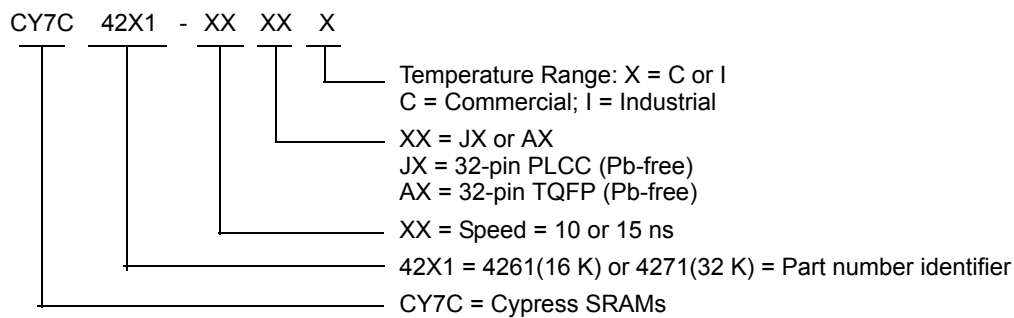 CY7C 42X1 - XX XX X
Temperature Range: X = C or I
C = Commercial; I = Industrial
XX = JX or AX
JX = 32-pin PLCC (Pb-free)
AX = 32-pin TQFP (Pb-free)
XX = Speed = 10 or 15 ns
42X1 = 4261(16 K) or 4271(32 K) = Part number identifier
CY7C = Cypress SRAMs